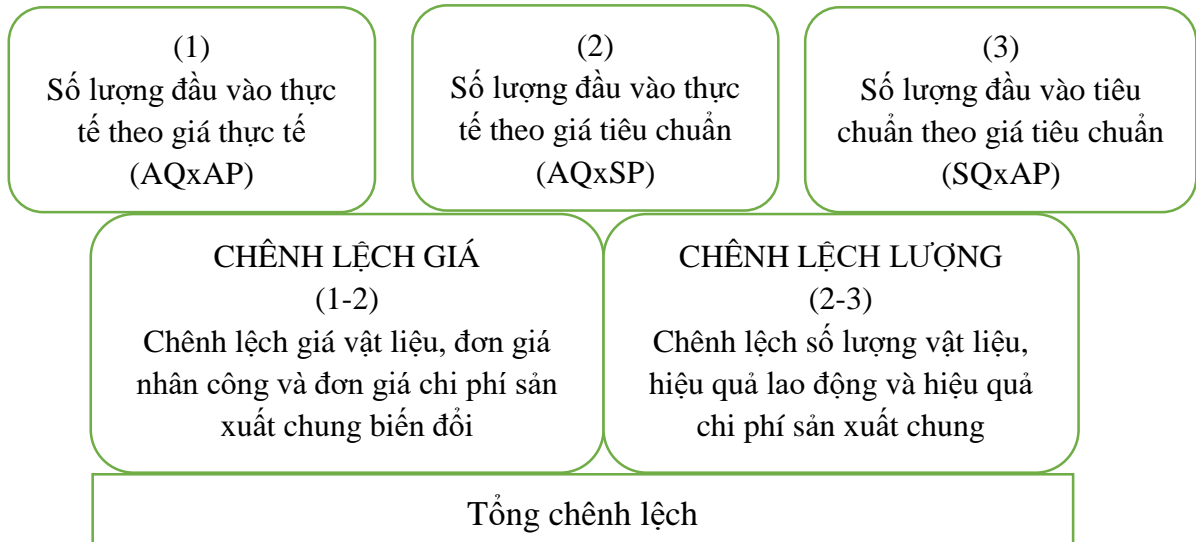 (1)
Số lượng đầu vào thực
tế theo giá thực tế
(AQxAP)
(2)
Số lượng đầu vào thực
tế theo giá tiêu chuẩn
(AQxSP)
(3)
Số lượng đầu vào tiêu
chuẩn theo giá tiêu chuẩn
(SQxAP)
CHÊNH LỆCH GIÁ
(1-2)
Chênh lệch giá vật liệu, đơn giá
nhân công và đơn giá chi phí sản
xuất chung biến đổi
CHÊNH LỆCH LƯỢNG
(2-3)
Chênh lệch số lượng vật liệu,
hiệu quả lao động và hiệu quả
chi phí sản xuất chung
Tổng chênh lệch